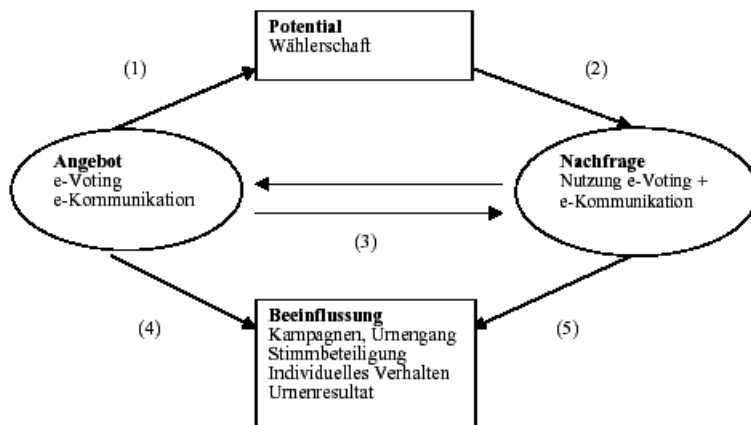 Potential
Wählerschaft
(1)
(2)
Angebot
e-Voting
e-Kommunikation
Nachfrage
Nutzung e-Voting +
e-Kommunikation
(3)
(4)
Beeinflussung
Kampagnen, Urnengang
Stimmbeteiligung
Individuelles Verhalten
Urnenresultat
(5)